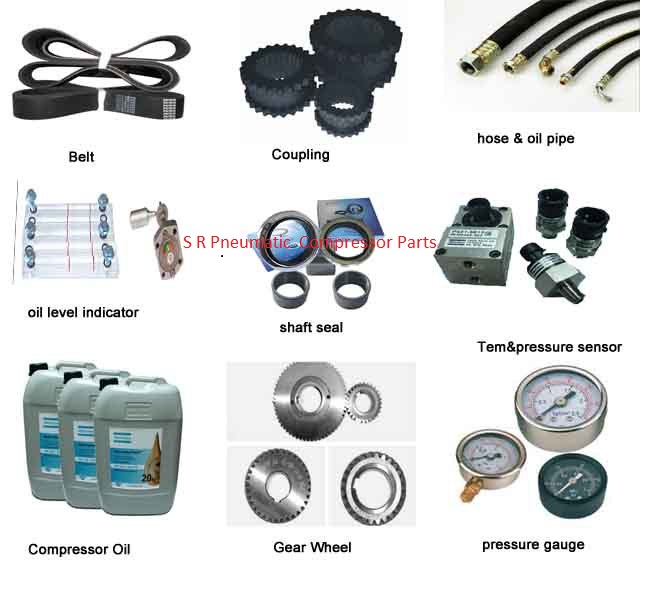 Belt
Coupling
hose & oil pipe
S R Pneumatic Compressor Parts
oil level indicator
shaft seal
Tem&pressure sensor
20
Compressor Oil
Gear Wheel
pressure gauge